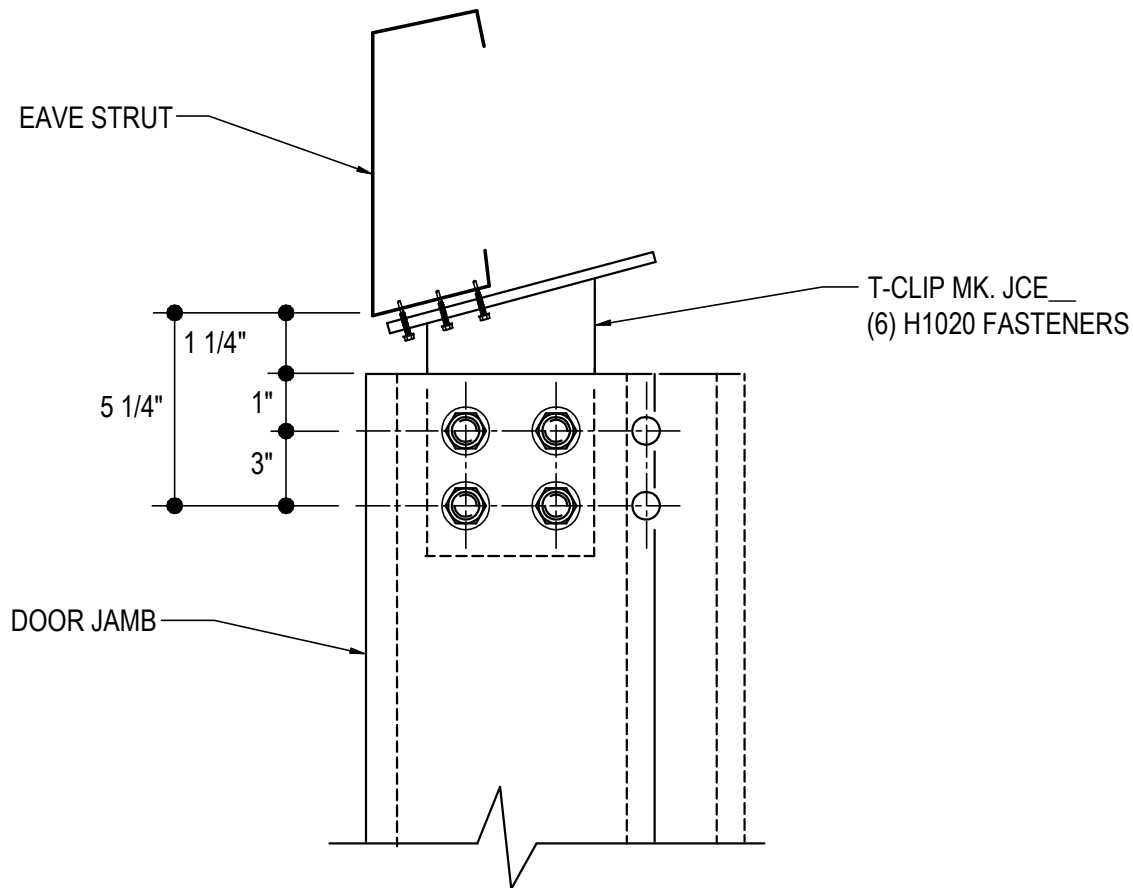 EAVE STRUT
T-CLIP MK. JCE__
(6) H1020 FASTENERS
1 1/4"
5 1/4"
1"
3"
DOOR JAMB